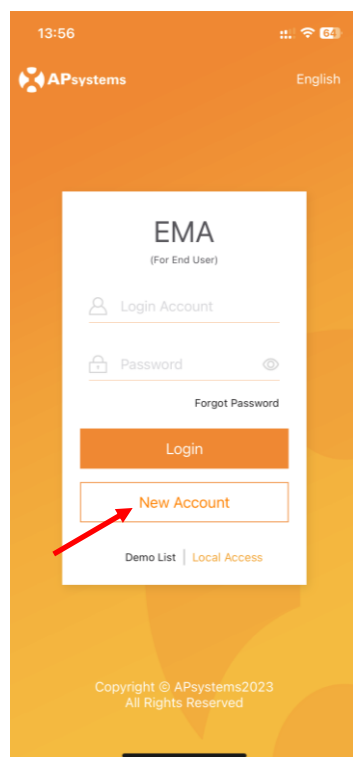 13:56
64
APsystems
English
EMA
(For End User)
Login Account
Password
Forgot Password
Login
New Account
Demo List | Local Access
Copyright © APsystems2023
All Rights Reserved